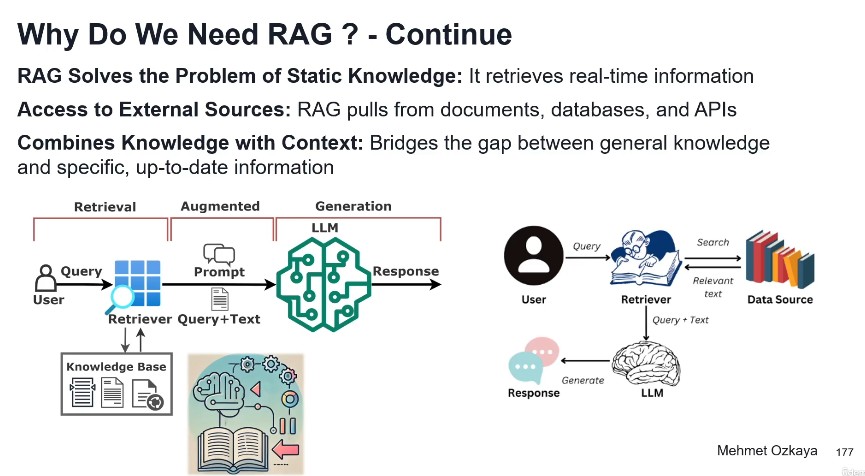 Why Do We Need RAG ? - Continue
RAG Solves the Problem of Static Knowledge: It retrieves real-time information
Access to External Sources: RAG pulls from documents, databases, and APIs
Combines Knowledge with Context: Bridges the gap between general knowledge
and specific, up-to-date information
Retrieval
Augmented
Generation
LLM
Query
Prompt
Response
User
Retriever
Query+Text
Knowledge Base
Query
Search
Relevant
text
User
Retriever
Data Source
Query + Text
Generate
Response
LLM
Mehmet Ozkaya
177